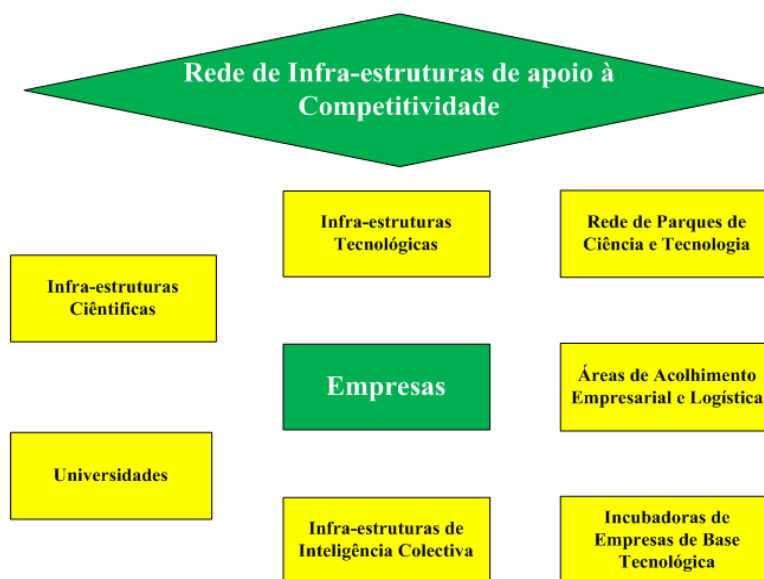 Rede de Infra-estruturas de apoio à
Competitividade
Infra-estruturas
Tecnológicas
Rede de Parques de
Ciência e Tecnologia
Infra-estruturas
Ciêntificas
Empresas
Áreas de Acolhimento
Empresarial e Logística
Universidades
Infra-estruturas de
Inteligência Colectiva
Incubadoras de
Empresas de Base
Tecnológica